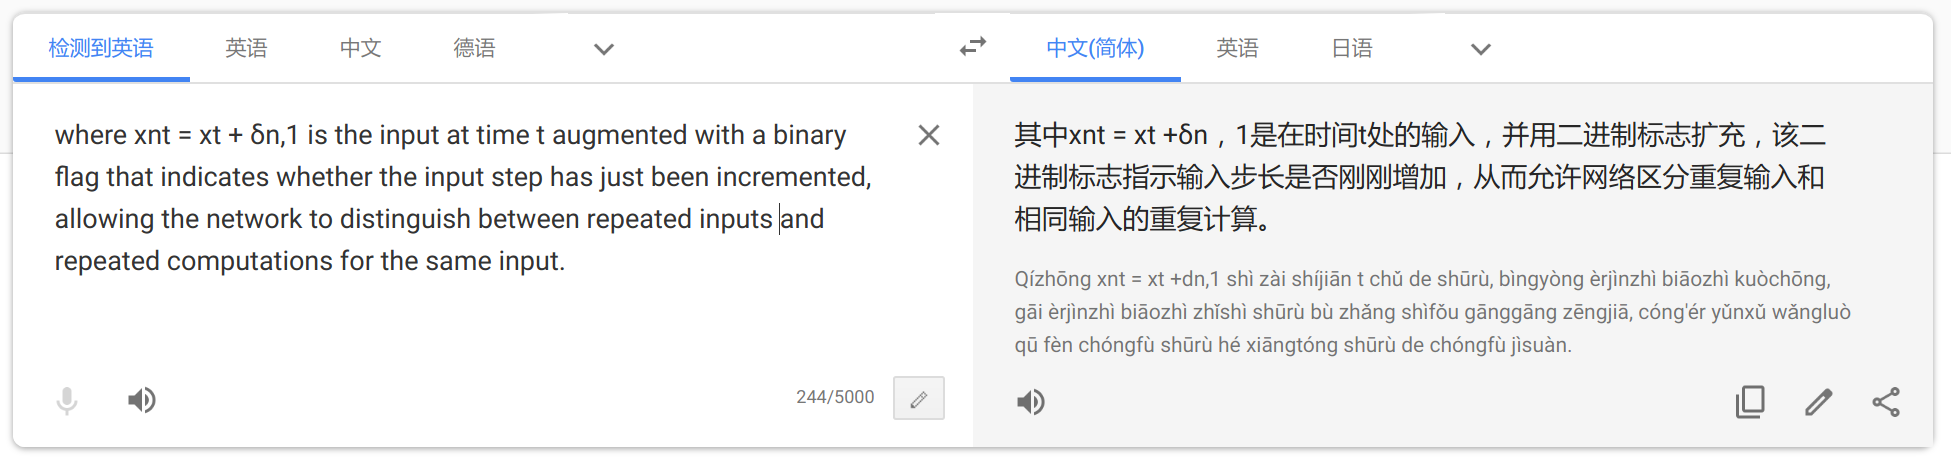 检测到英语 英语 中文 德语
中文(简体) 英语 日语
where xnt = xt + δn,1 is the input at time t augmented with a binary
flag that indicates whether the input step has just been incremented,
allowing the network to distinguish between repeated inputs and
repeated computations for the same input.
244/5000
其中xnt = xt +δn，1是在时间t处的输入，并用二进制标志扩充，该二
进制标志指示输入步长是否刚刚增加，从而允许网络区分重复输入和
相同输入的重复计算。
Qízhōng xnt = xt +dn,1 shì zài shíjiān t chǔ de shūrù, bìngyòng èrjìnzhì biāozhì kuòchōng,
gāi èrjìnzhì biāozhì zhǐshì shūrù bù zhǎng shìfǒu gānggāng zēngjiā, cóng'ér yǔnxǔ wǎngluò
qū fèn chóngfù shūrù hé xiāngtóng shūrù de chóngfù jìsuàn.